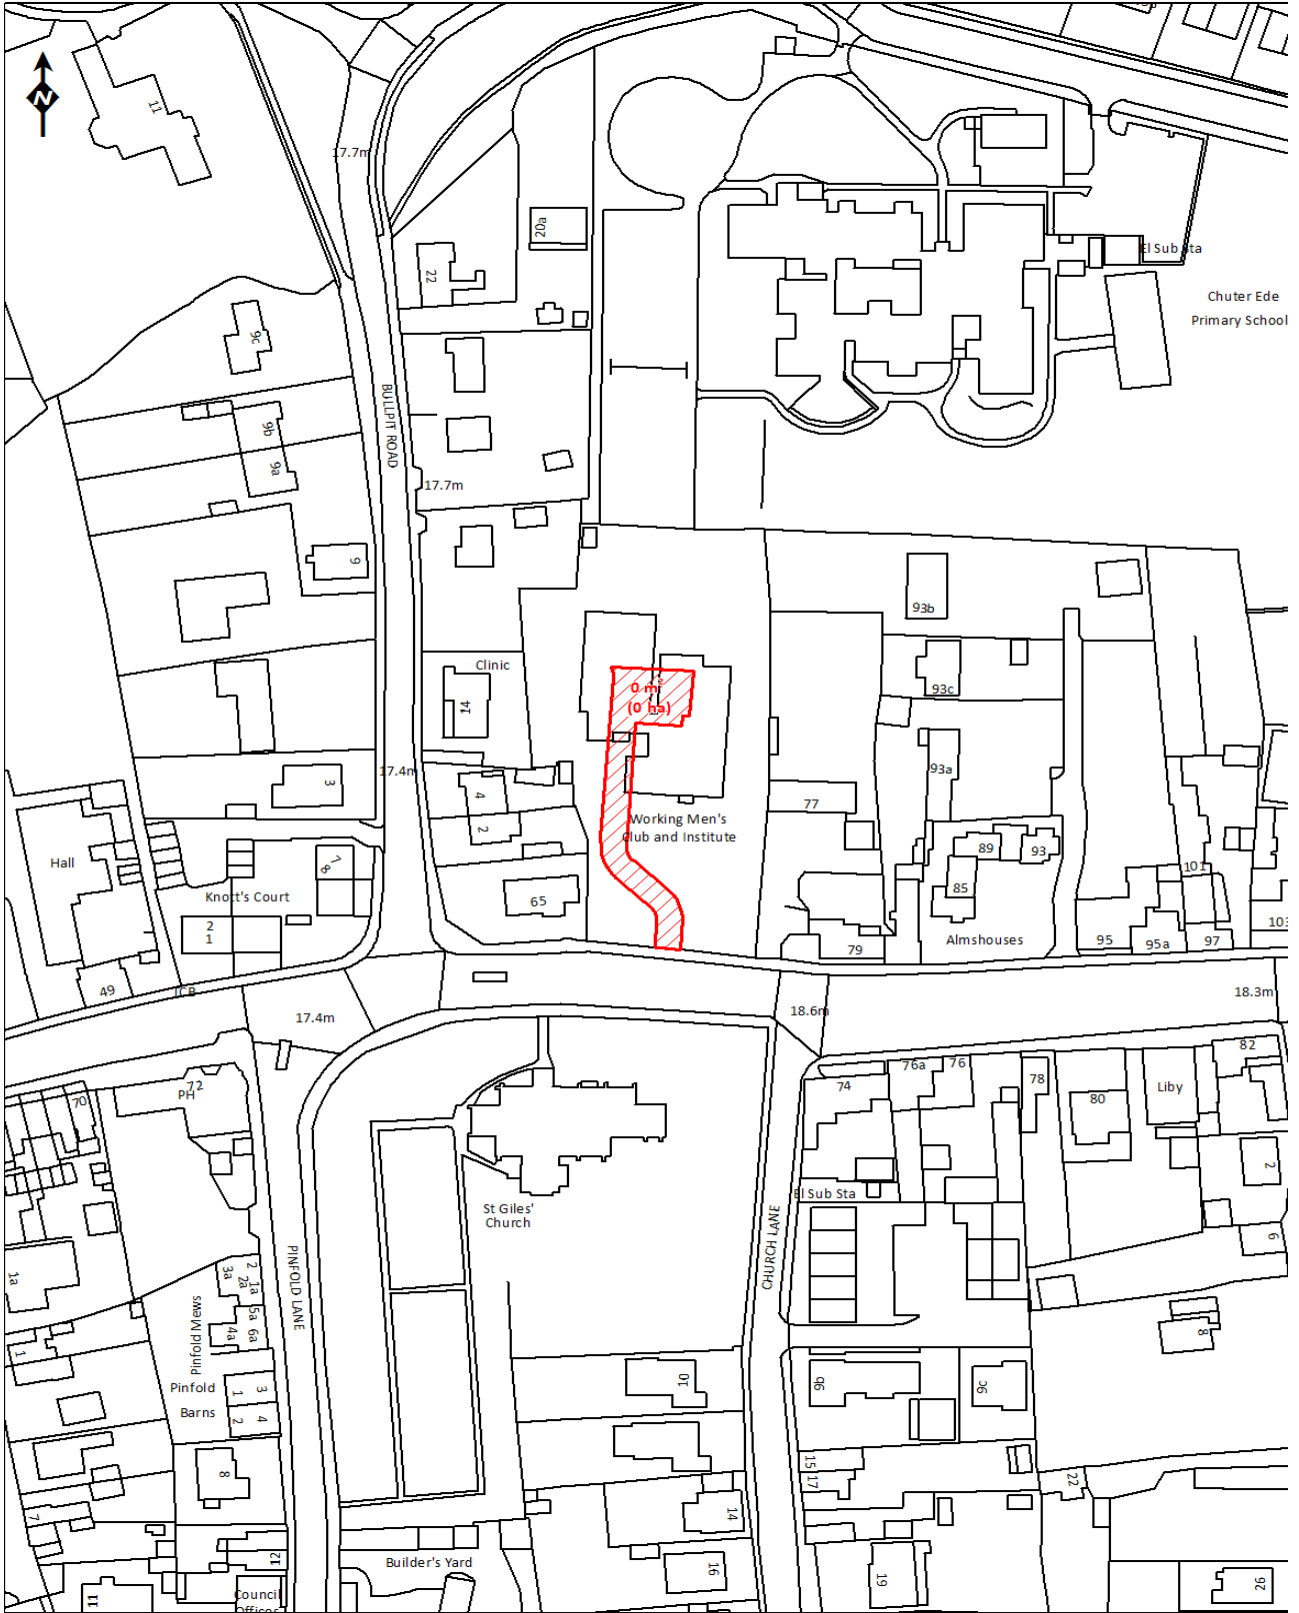 N
11
17.7m
20a
22
El Sub Sta
Chuter Ede
Primary School
9c
BULLPIT ROAD
9b
9a
17.7m
9
93b
Clinic
93c
0 m²
(0 ha)
14
17.4m
93a
3
4
77
2
Working Men's
Club and Institute
89
93
Hall
7
8
101
85
Knott's Court
65
2
1
Almshouses
79
95
95a
97
103
49
TCB
18.3m
17.4m
18.6m
82
76a
76
74
78
72
PH
Liby
80
70
2
El Sub Sta
St Giles'
Church
CHURCH LANE
6
PINFOLD LANE
2
3a
2a
1a
1a
5a
4a
6a
Pinfold Mews
8
1
10
Pinfold
Barns
1
3
2
4
9b
9c
15
17
8
22
14
7
12
Builder's Yard
16
19
26
11
Council
Offices